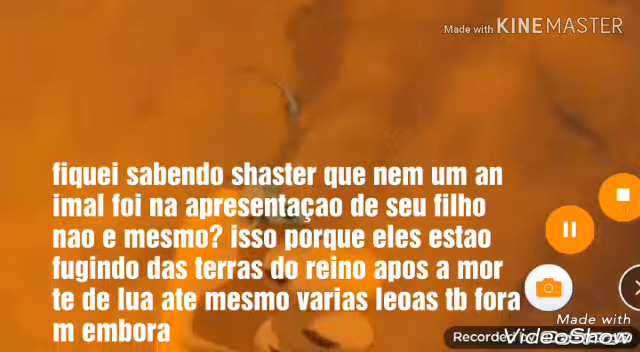 Made with KINEMASTER
fiquei sabendo shaster que nem um an
imal foi na apresentaçao de seu filho
nao e mesmo? isso porque eles estao
fugindo das terras do reino apos a mor
te de lua ate mesmo varias leoas tb fora
m embora
Made with
Recorded
VideoShow